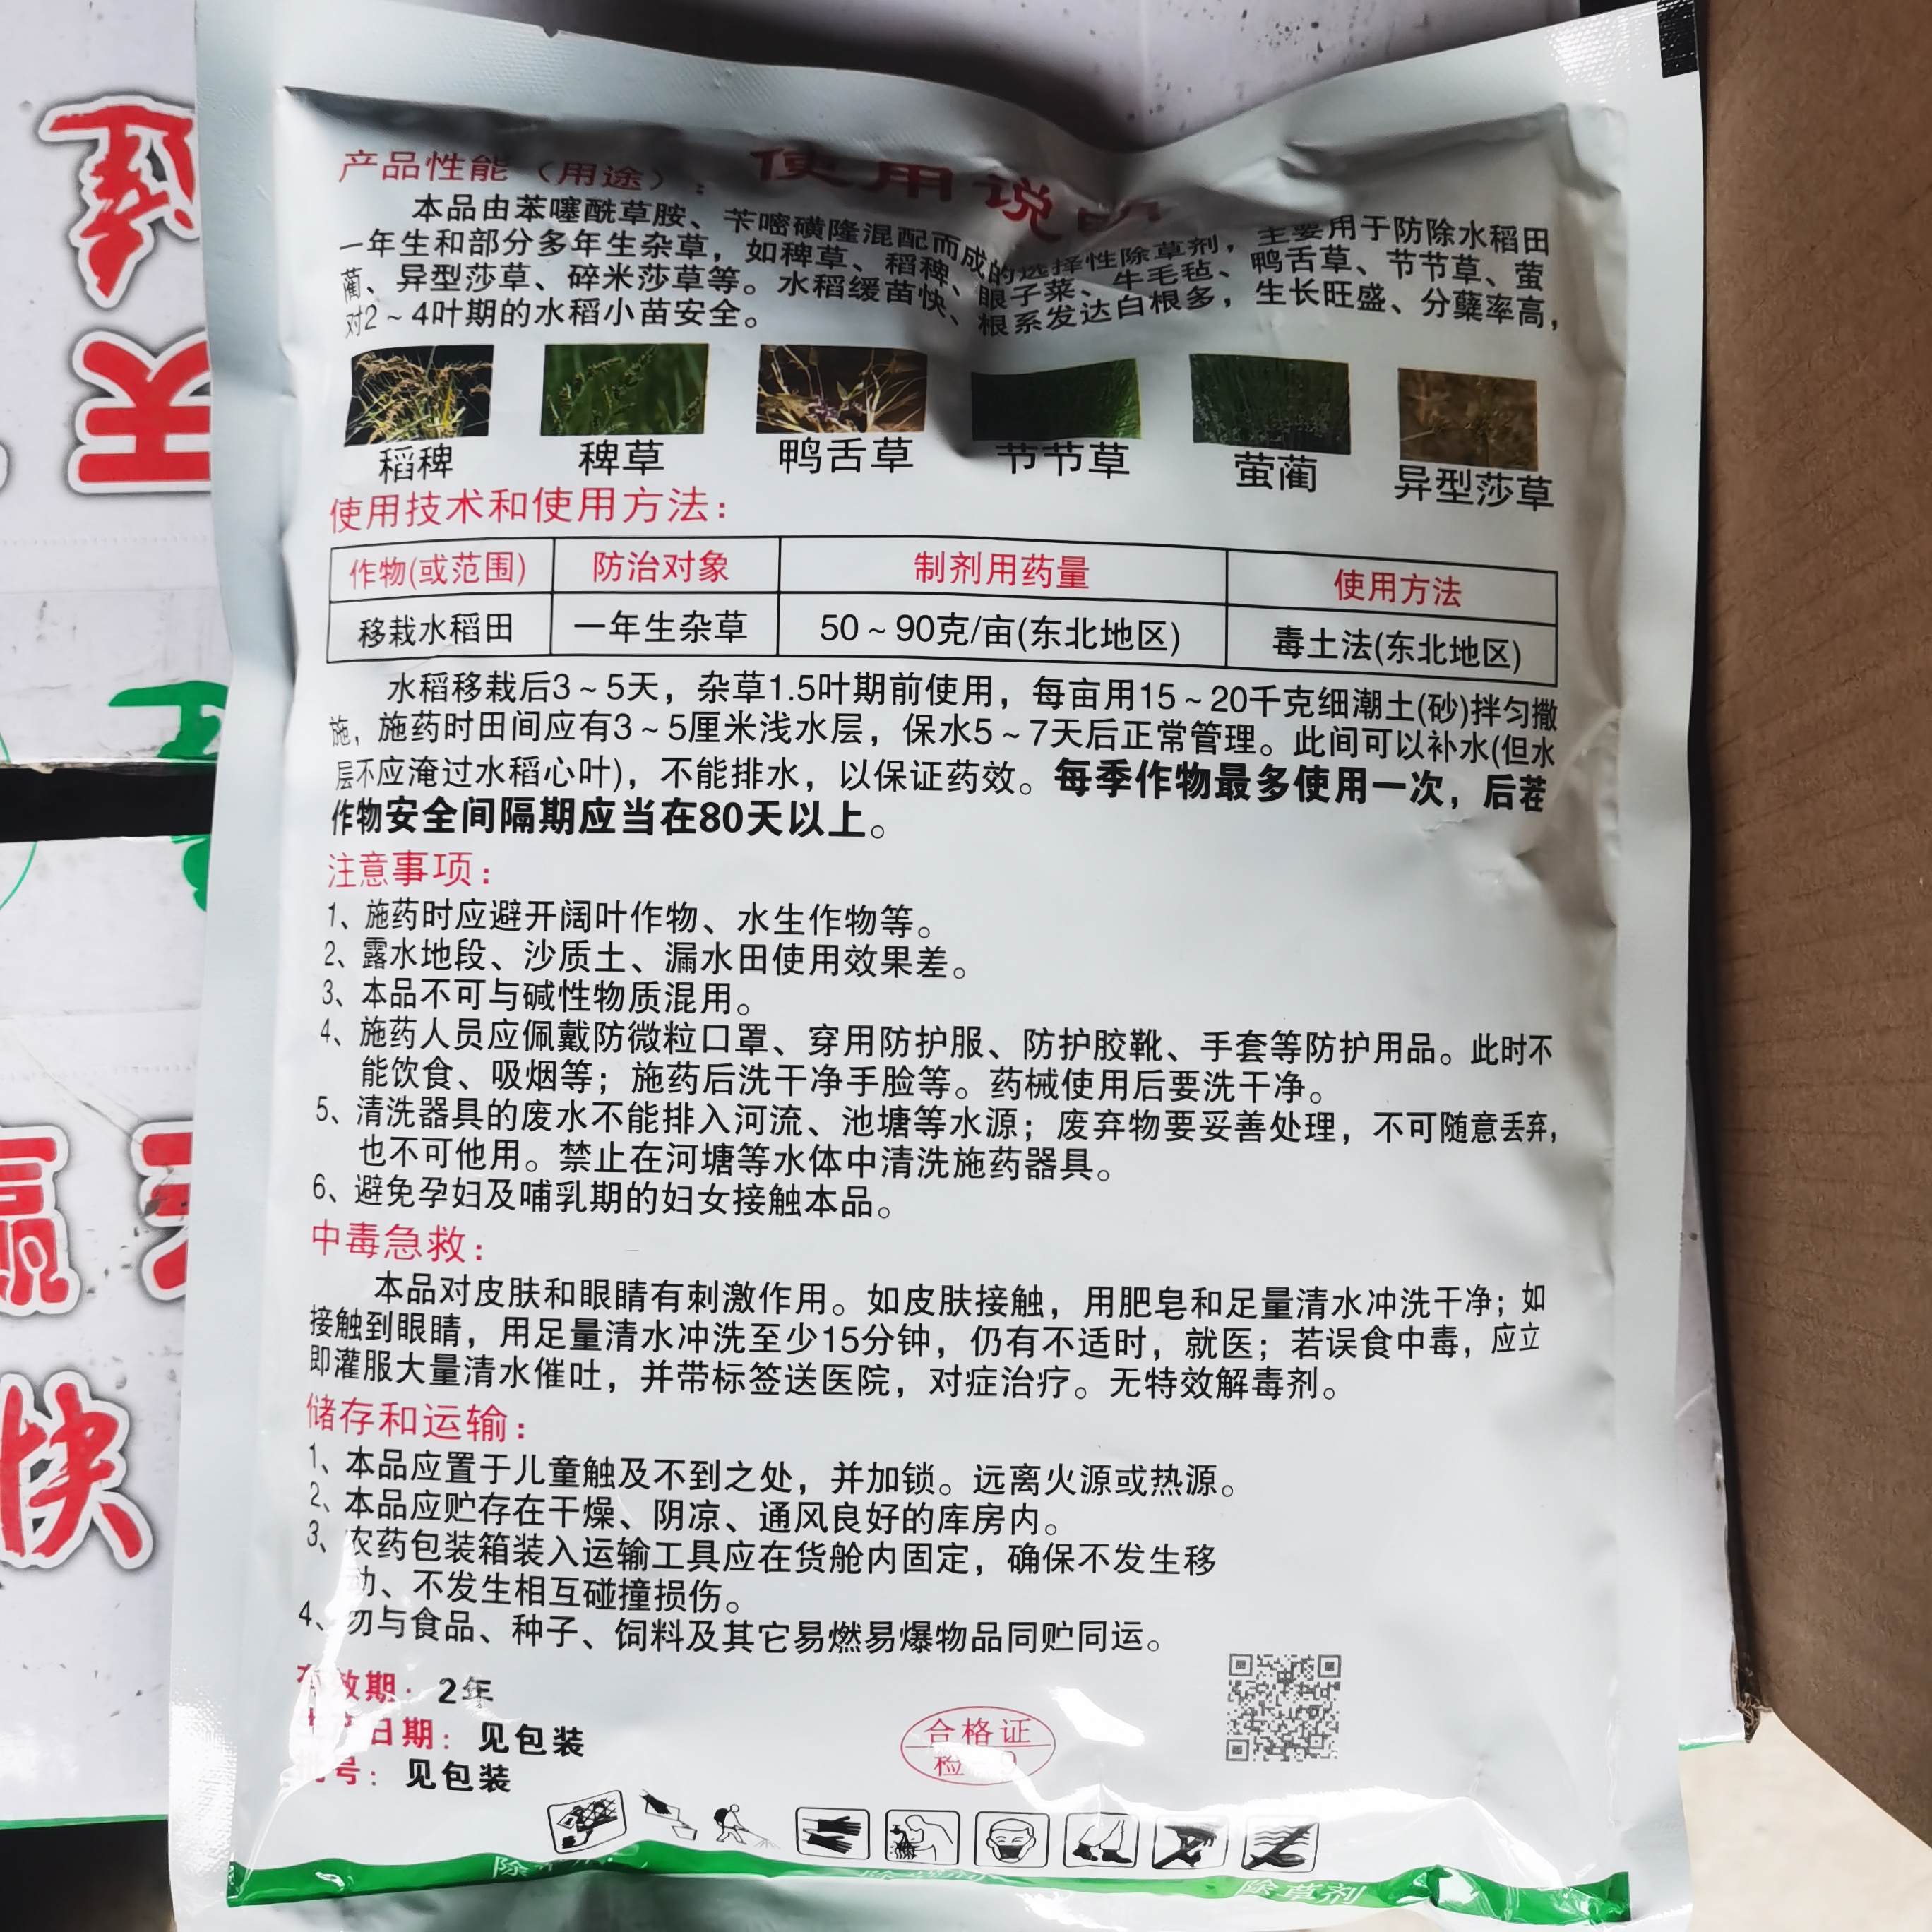 使用说明
产品性能（用途）：
本品由苯噻酰草胺、苄嘧磺隆混配而成的选择性除草剂，主要用于防除水稻田
一年生和部分多年生杂草，如稗草、稻稗、眼子菜、牛毛毡、鸭舌草、节节草、萤
蔺、异型莎草、碎米莎草等。水稻缓苗快、根系发达白根多，生长旺盛、分蘖率高，
对2～4叶期的水稻小苗安全。
稻稗 稗草 鸭舌草 节节草 萤蔺 异型莎草
使用技术和使用方法：
作物(或范围) 防治对象 制剂用药量 使用方法
移栽水稻田 一年生杂草 50～90克/亩(东北地区) 毒土法(东北地区)
水稻移栽后3～5天，杂草1.5叶期前使用，每亩用15～20千克细潮土(砂)拌匀撒
施，施药时田间应有3～5厘米浅水层，保水5～7天后正常管理。此间可以补水(但水
层不应淹过水稻心叶)，不能排水，以保证药效。每季作物最多使用一次，后茬
作物安全间隔期应当在80天以上。
注意事项：
1、施药时应避开阔叶作物、水生作物等。
2、露水地段、沙质土、漏水田使用效果差。
3、本品不可与碱性物质混用。
4、施药人员应佩戴防微粒口罩、穿用防护服、防护胶靴、手套等防护用品。此时不
能饮食、吸烟等；施药后洗干净手脸等。药械使用后要洗干净。
5、清洗器具的废水不能排入河流、池塘等水源；废弃物要妥善处理，不可随意丢弃，
也不可他用。禁止在河塘等水体中清洗施药器具。
6、避免孕妇及哺乳期的妇女接触本品。
中毒急救：
本品对皮肤和眼睛有刺激作用。如皮肤接触，用肥皂和足量清水冲洗干净；如
接触到眼睛，用足量清水冲洗至少15分钟，仍有不适时，就医；若误食中毒，应立
即灌服大量清水催吐，并带标签送医院，对症治疗。无特效解毒剂。
储存和运输：
1、本品应置于儿童触及不到之处，并加锁。远离火源或热源。
2、本品应贮存在干燥、阴凉、通风良好的库房内。
3、农药包装箱装入运输工具应在货舱内固定，确保不发生移
动、不发生相互碰撞损伤。
4、勿与食品、种子、饲料及其它易燃易爆物品同贮同运。
有效期：2年
日期：见包装
批号：见包装
合格证
检
除草剂 除草剂 除草剂
天
赢 天
快